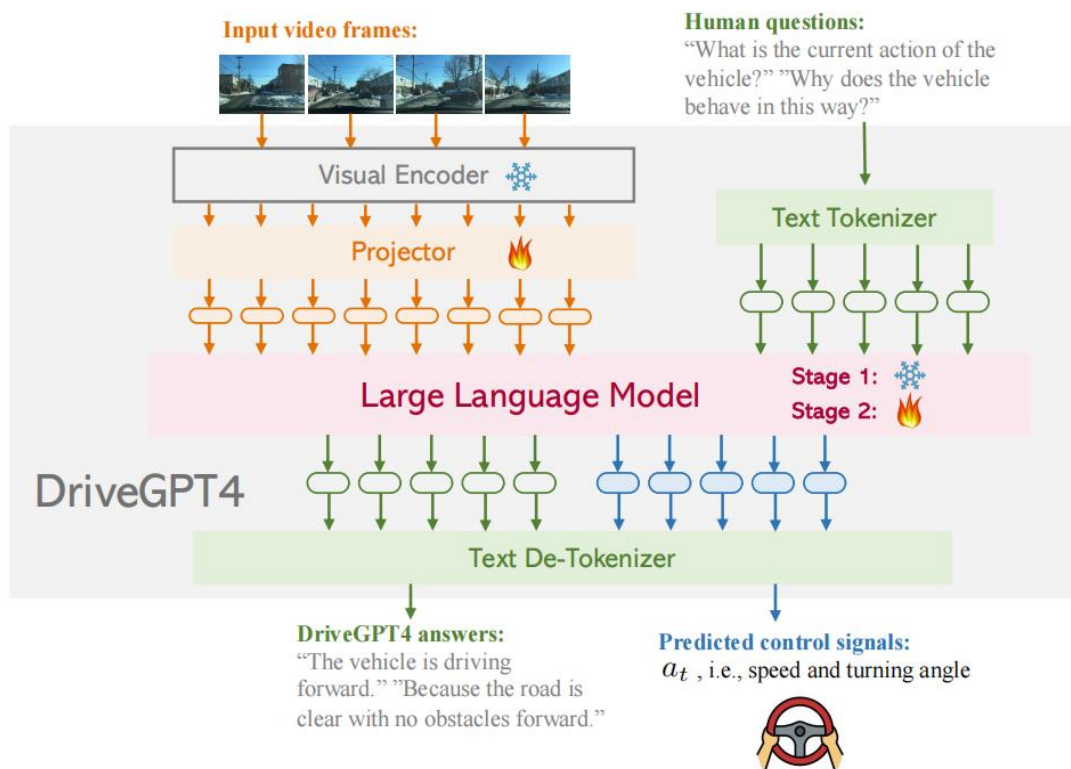 Input video frames:
Human questions:
“What is the current action of the
vehicle?” ”Why does the vehicle
behave in this way?”
Visual Encoder
Text Tokenizer
Projector
Large Language Model
Stage 1:
Stage 2:
DriveGPT4
Text De-Tokenizer
DriveGPT4 answers:
“The vehicle is driving
forward.” ”Because the road is
clear with no obstacles forward.”
Predicted control signals:
a_t , i.e., speed and turning angle